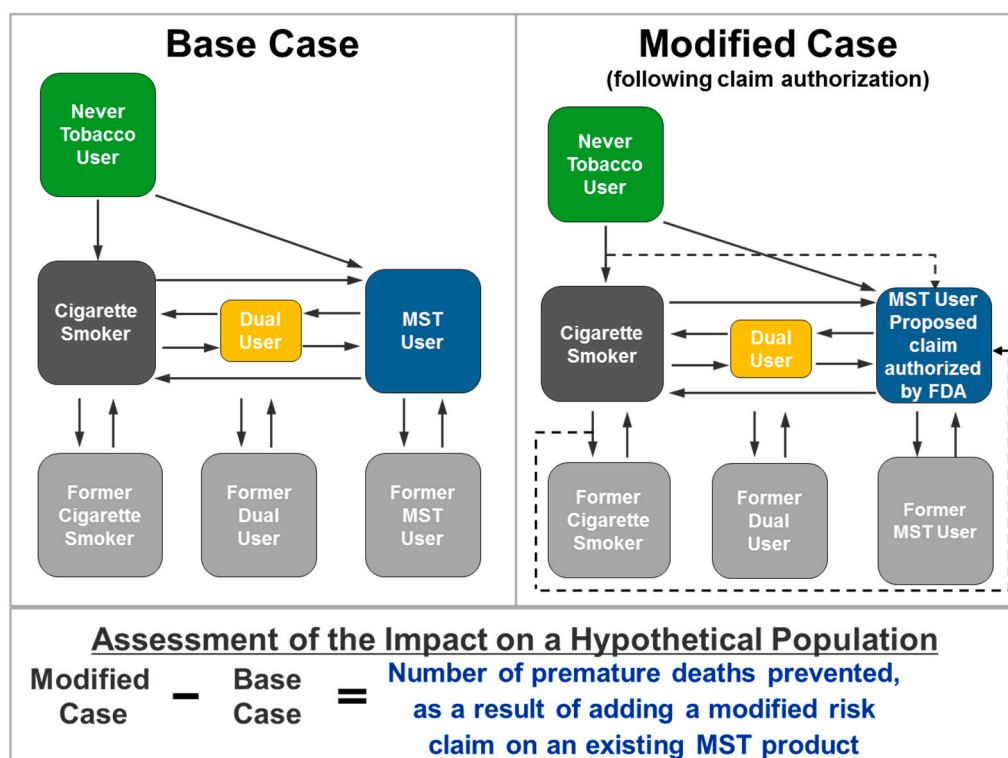 Base Case
Never
Tobacco
User
Cigarette
Smoker
Dual
User
MST
User
Former
Cigarette
Smoker
Former
Dual
User
Former
MST
User
Modified Case
(following claim authorization)
Never
Tobacco
User
Cigarette
Smoker
Dual
User
MST User
Proposed
claim
authorized
by FDA
Former
Cigarette
Smoker
Former
Dual
User
Former
MST User
Assessment of the Impact on a Hypothetical Population
Modified
Case
–
Base
Case
=
Number of premature deaths prevented,
as a result of adding a modified risk
claim on an existing MST product